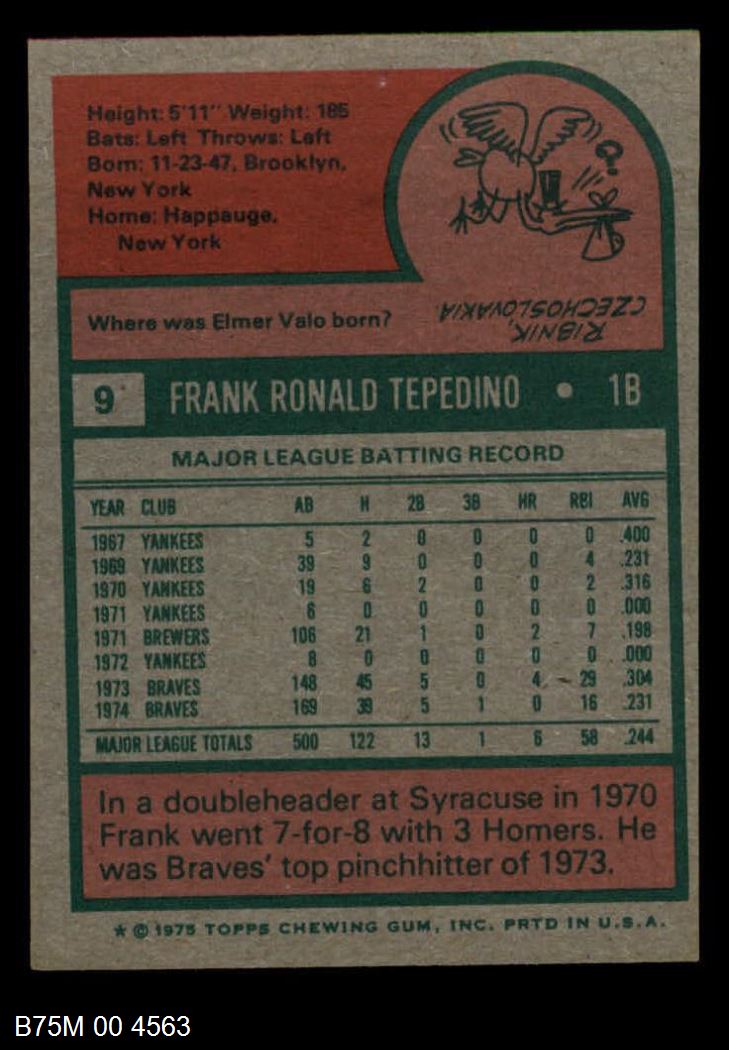 Height: 5'11" Weight: 185
Bats: Left Throws: Left
Born: 11-23-47, Brooklyn,
New York
Home: Happauge,
New York
Where was Elmer Valo born?
RIBNIK,
CZECHOSLOVAKIA
9 FRANK RONALD TEPEDINO • 1B
MAJOR LEAGUE BATTING RECORD
YEAR CLUB AB H 2B 3B HR RBI AVG
1967 YANKEES 5 2 0 0 0 0 .400
1969 YANKEES 39 9 0 0 0 4 .231
1970 YANKEES 19 6 2 0 0 2 .316
1971 YANKEES 6 0 0 0 0 0 .000
1971 BREWERS 106 21 1 0 2 7 .198
1972 YANKEES 8 0 0 0 0 0 .000
1973 BRAVES 148 45 5 0 4 29 .304
1974 BRAVES 169 39 5 1 0 16 .231
MAJOR LEAGUE TOTALS 500 122 13 1 6 58 .244
In a doubleheader at Syracuse in 1970
Frank went 7-for-8 with 3 Homers. He
was Braves' top pinchhitter of 1973.
* © 1975 TOPPS CHEWING GUM, INC. PRTD IN U.S.A.
B75M 00 4563